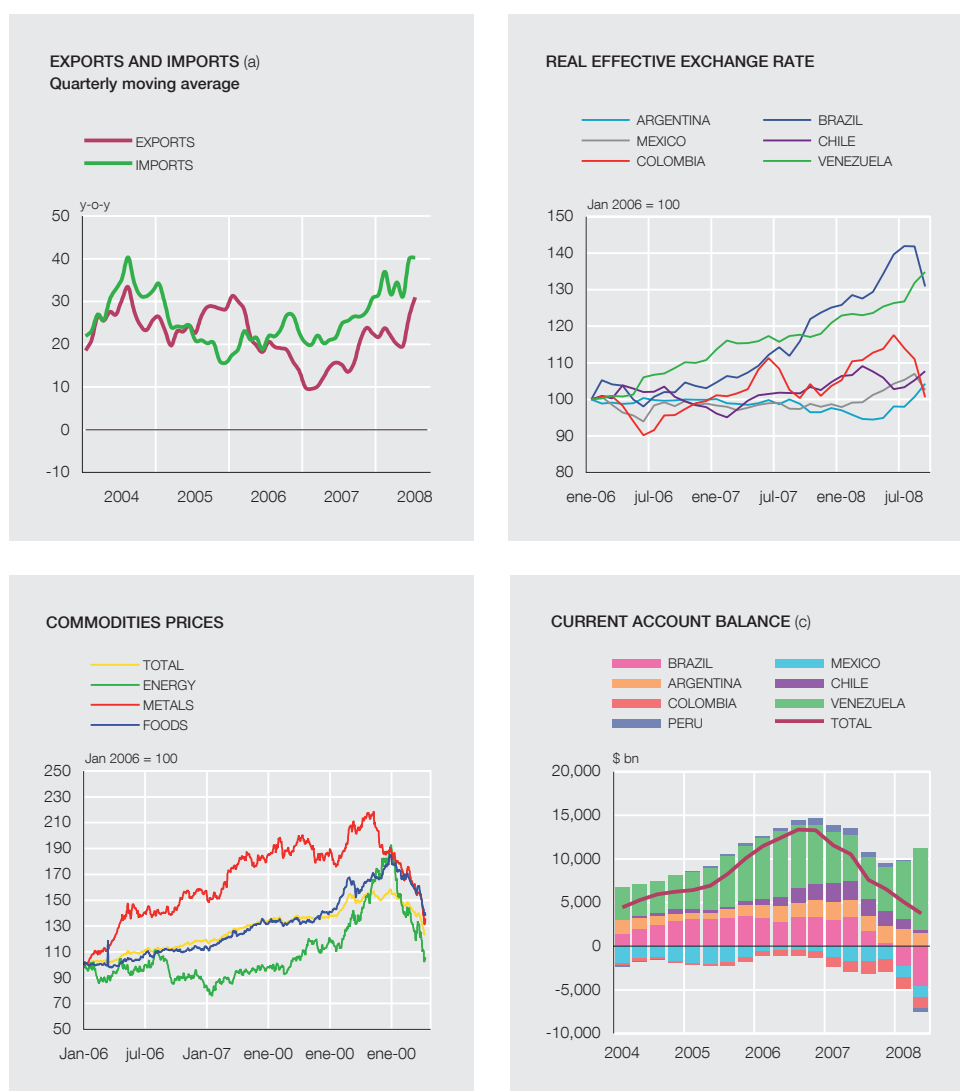 EXPORTS AND IMPORTS (a)
Quarterly moving average
EXPORTS
IMPORTS
y-o-y
50
40
30
20
10
0
-10
2004 2005 2006 2007 2008
REAL EFFECTIVE EXCHANGE RATE
ARGENTINA BRAZIL
MEXICO CHILE
COLOMBIA VENEZUELA
Jan 2006 = 100
150
140
130
120
110
100
90
80
ene-06 jul-06 ene-07 jul-07 ene-08 jul-08
COMMODITIES PRICES
TOTAL
ENERGY
METALS
FOODS
Jan 2006 = 100
250
230
210
190
170
150
130
110
90
70
50
Jan-06 jul-06 Jan-07 ene-00 ene-00 ene-00
CURRENT ACCOUNT BALANCE (c)
BRAZIL MEXICO
ARGENTINA CHILE
COLOMBIA VENEZUELA
PERU TOTAL
$ bn
20,000
15,000
10,000
5,000
0
-5,000
-10,000
2004 2005 2006 2007 2008